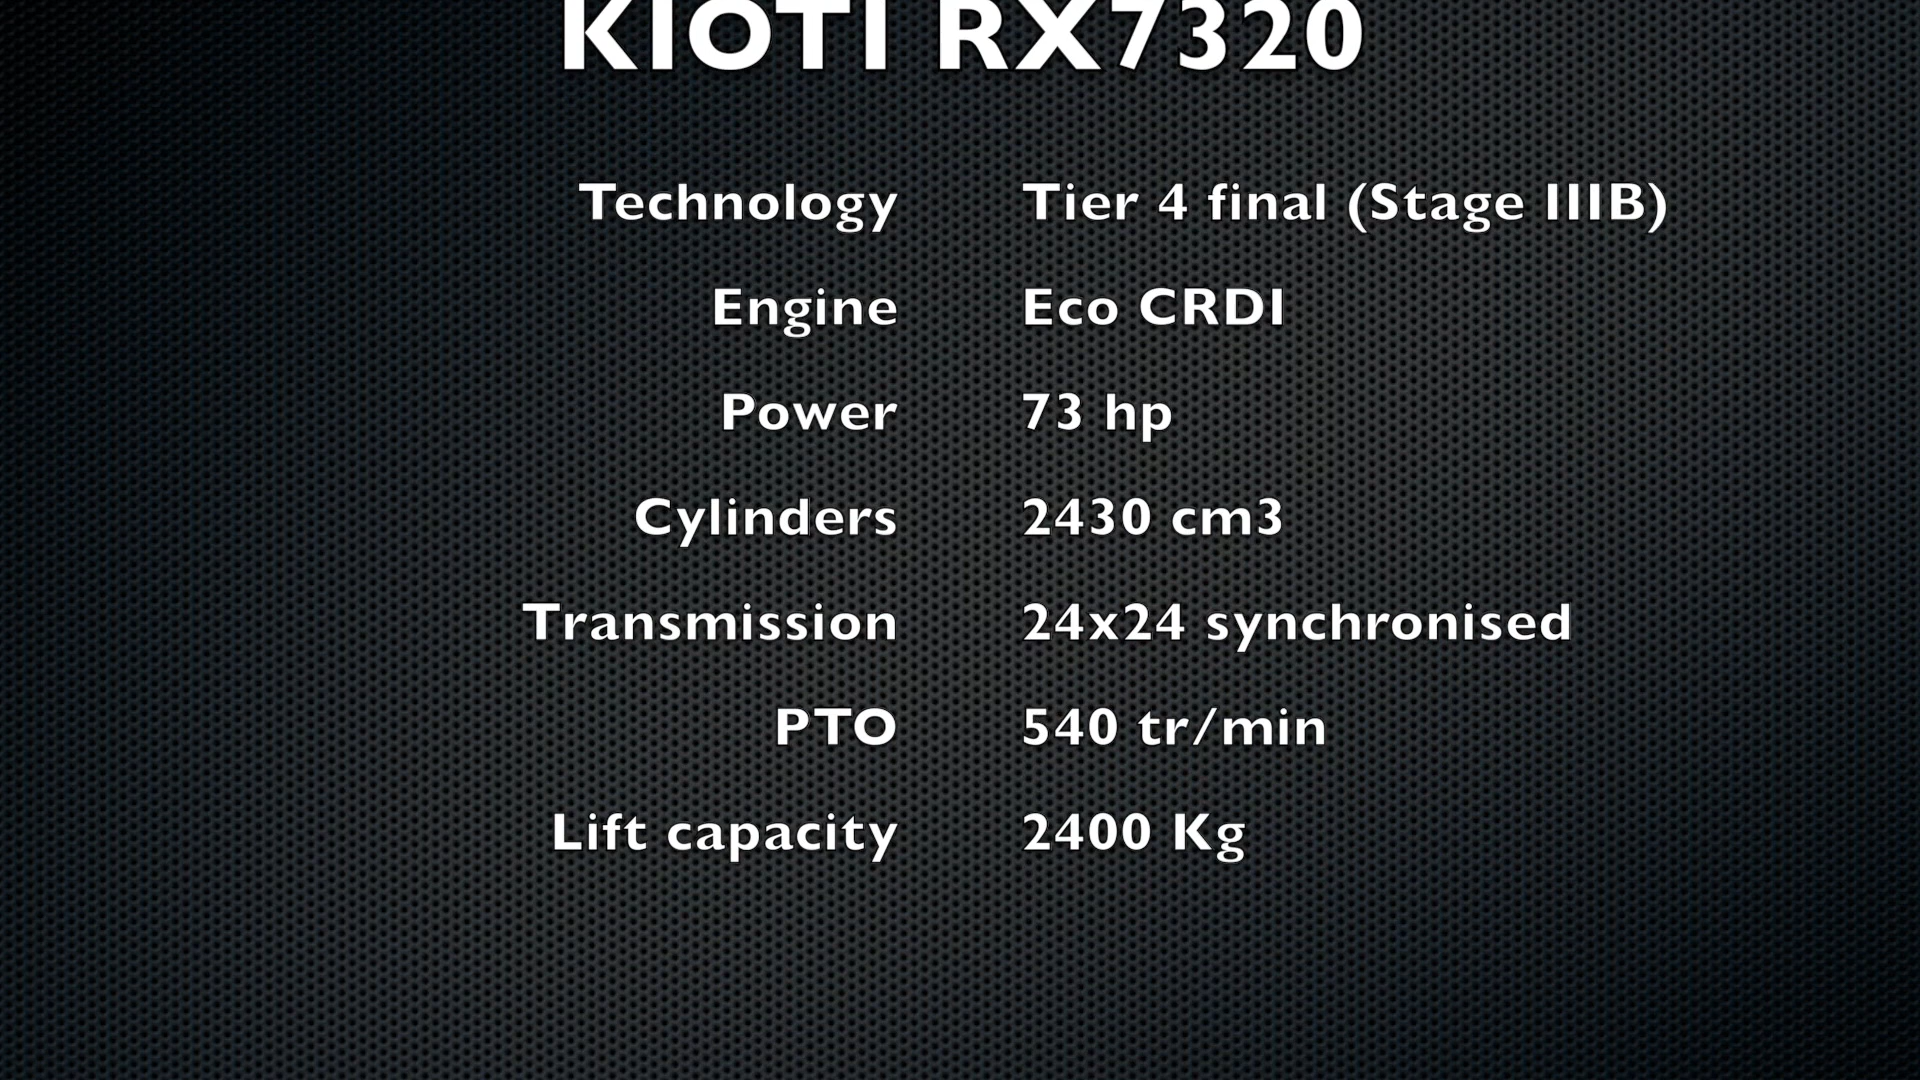 KIOTI RX7320
Technology Tier 4 final (Stage IIIB)
Engine Eco CRDI
Power 73 hp
Cylinders 2430 cm3
Transmission 24x24 synchronised
PTO 540 tr/min
Lift capacity 2400 Kg